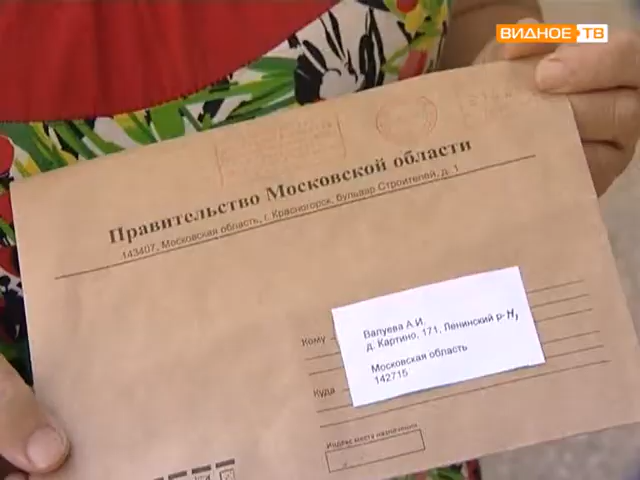 ВИДНОЕ ТВ
Правительство Московской области
143407, Московская область, г. Красногорск, бульвар Строителей, д. 1
Кому
Валуева А.И.
д. Картино, 171, Ленинский р-н,
Московская область
142715
Куда
Индекс места назначения